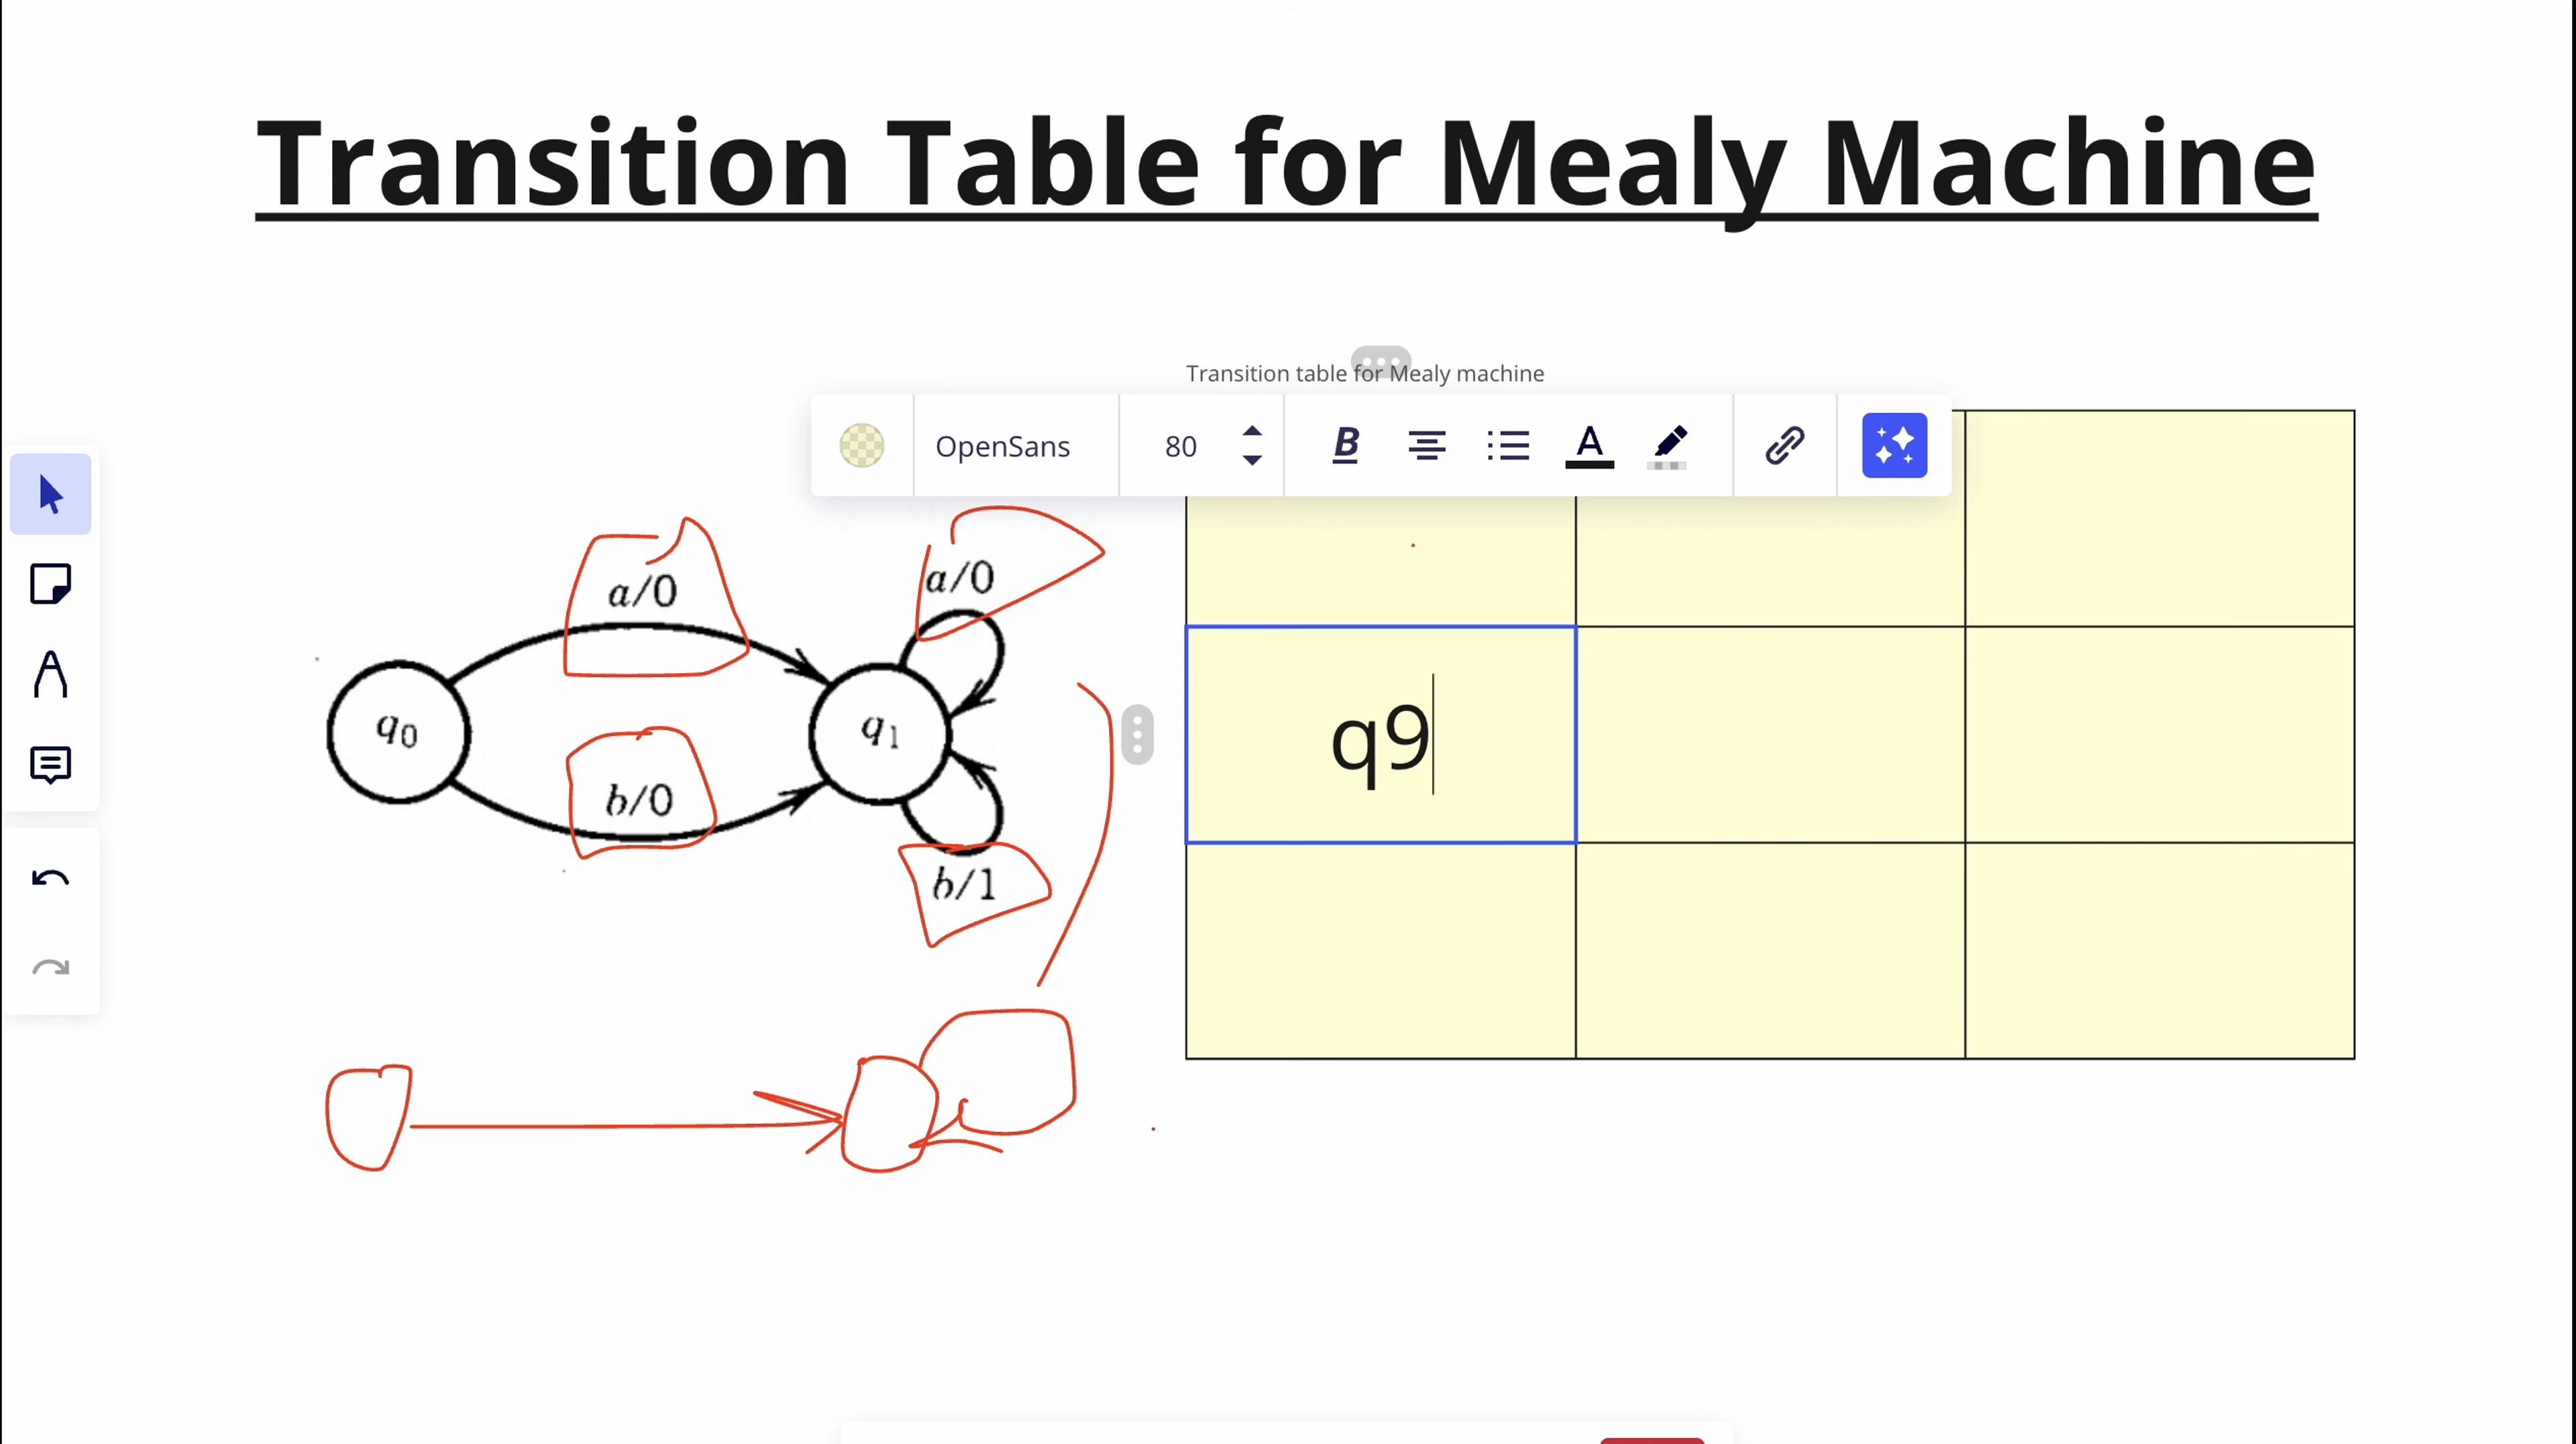 Transition Table for Mealy Machine
Transition table for Mealy machine
OpenSans 80 B A
a/0
a/0
q0
q1
b/0
b/1
q9